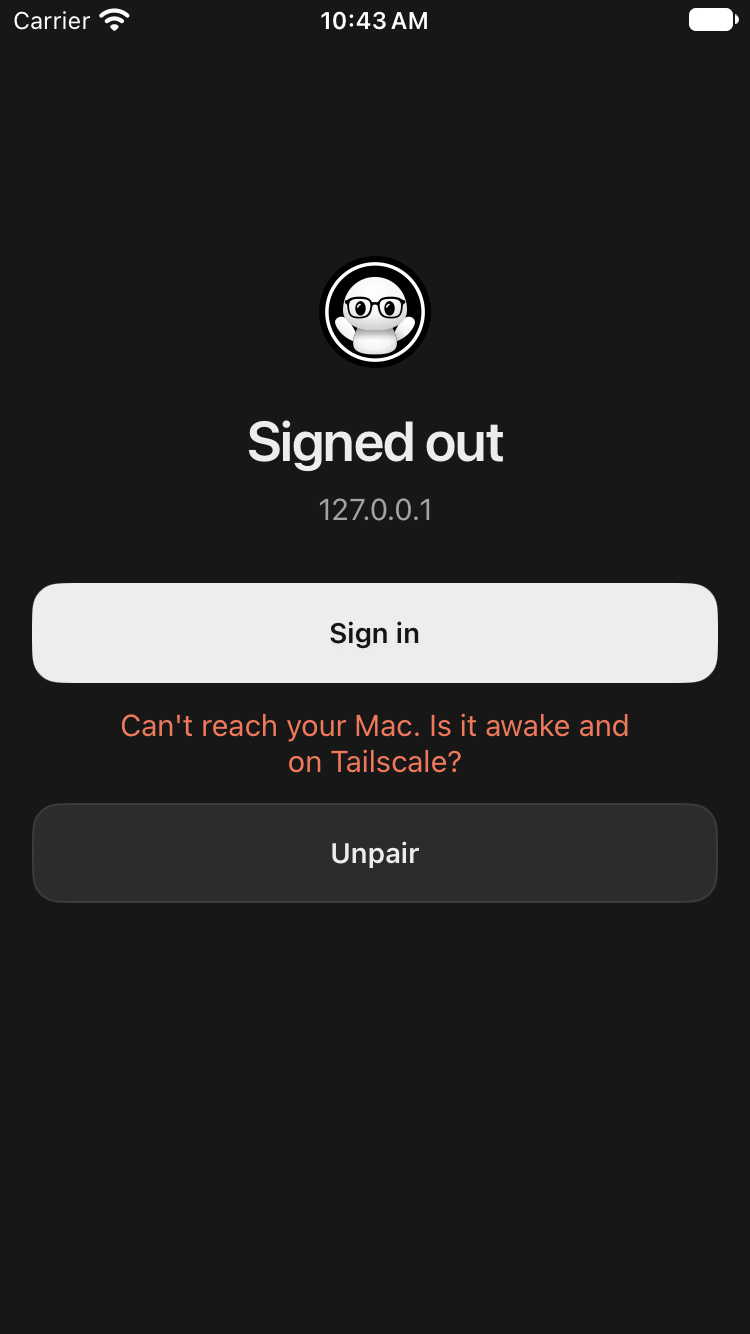 Carrier 10:43 AM
Signed out
127.0.0.1
Sign in
Can't reach your Mac. Is it awake and
on Tailscale?
Unpair